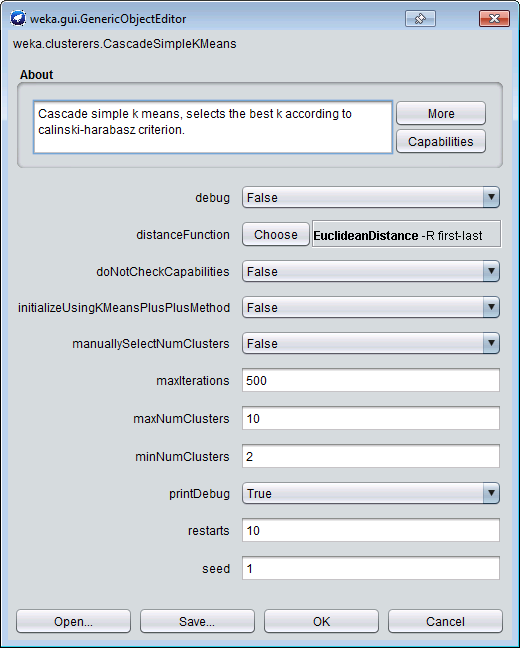 weka.gui.GenericObjectEditor
weka.clusterers.CascadeSimpleKMeans
About
Cascade simple k means, selects the best k according to
calinski-harabasz criterion.
More
Capabilities
debug False
distanceFunction Choose EuclideanDistance -R first-last
doNotCheckCapabilities False
initializeUsingKMeansPlusPlusMethod False
manuallySelectNumClusters False
maxIterations 500
maxNumClusters 10
minNumClusters 2
printDebug True
restarts 10
seed 1
Open... Save... OK Cancel